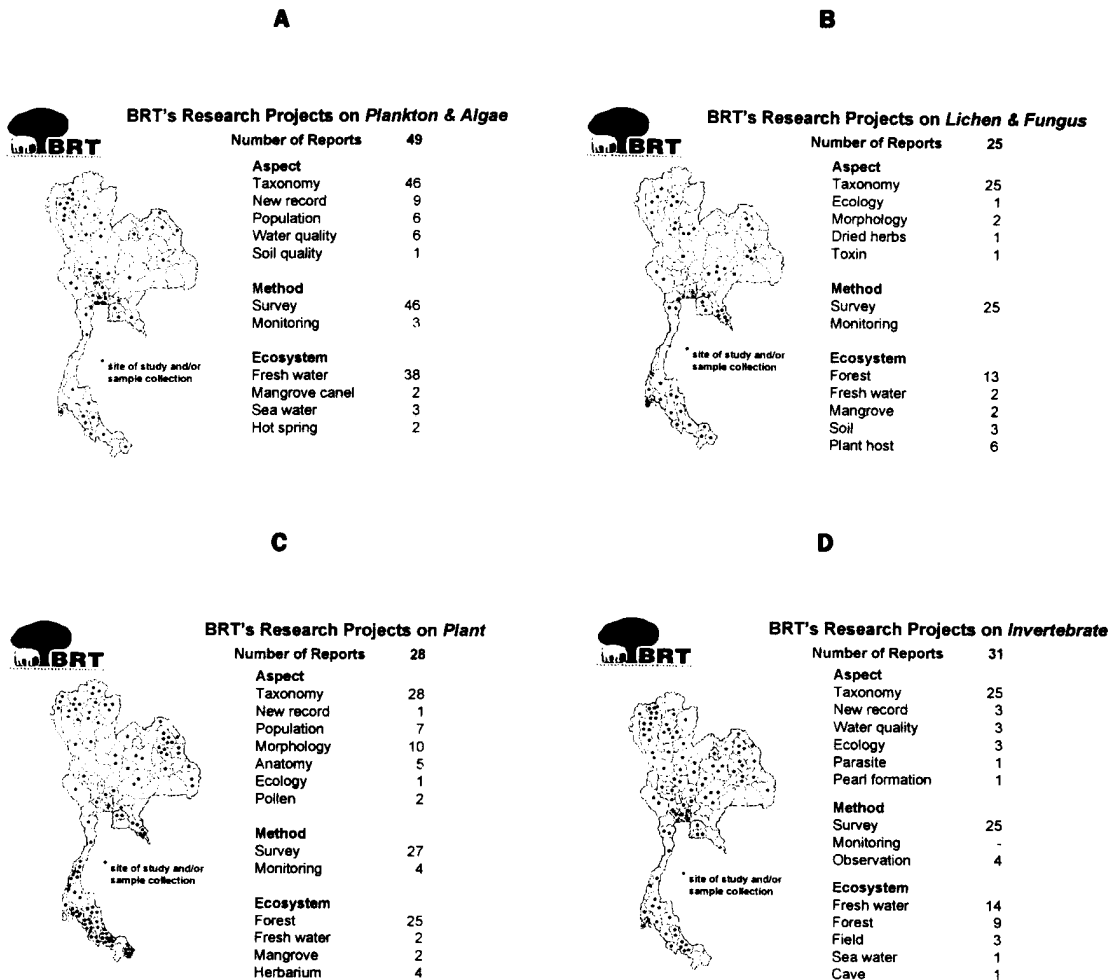 A
BRT
BRT's Research Projects on Plankton & Algae
Number of Reports 49
Aspect
Taxonomy 46
New record 9
Population 6
Water quality 6
Soil quality 1
Method
Survey 46
Monitoring 3
Ecosystem
Fresh water 38
Mangrove canel 2
Sea water 3
Hot spring 2
* site of study and/or
sample collection
B
BRT
BRT's Research Projects on Lichen & Fungus
Number of Reports 25
Aspect
Taxonomy 25
Ecology 1
Morphology 2
Dried herbs 1
Toxin 1
Method
Survey 25
Monitoring
Ecosystem
Forest 13
Fresh water 2
Mangrove 2
Soil 3
Plant host 6
* site of study and/or
sample collection
C
BRT
BRT's Research Projects on Plant
Number of Reports 28
Aspect
Taxonomy 28
New record 1
Population 7
Morphology 10
Anatomy 5
Ecology 1
Pollen 2
Method
Survey 27
Monitoring 4
Ecosystem
Forest 25
Fresh water 2
Mangrove 2
Herbarium 4
* site of study and/or
sample collection
D
BRT
BRT's Research Projects on Invertebrate
Number of Reports 31
Aspect
Taxonomy 25
New record 3
Water quality 3
Ecology 3
Parasite 1
Pearl formation 1
Method
Survey 25
Monitoring -
Observation 4
Ecosystem
Fresh water 14
Forest 9
Field 3
Sea water 1
Cave 1
* site of study and/or
sample collection